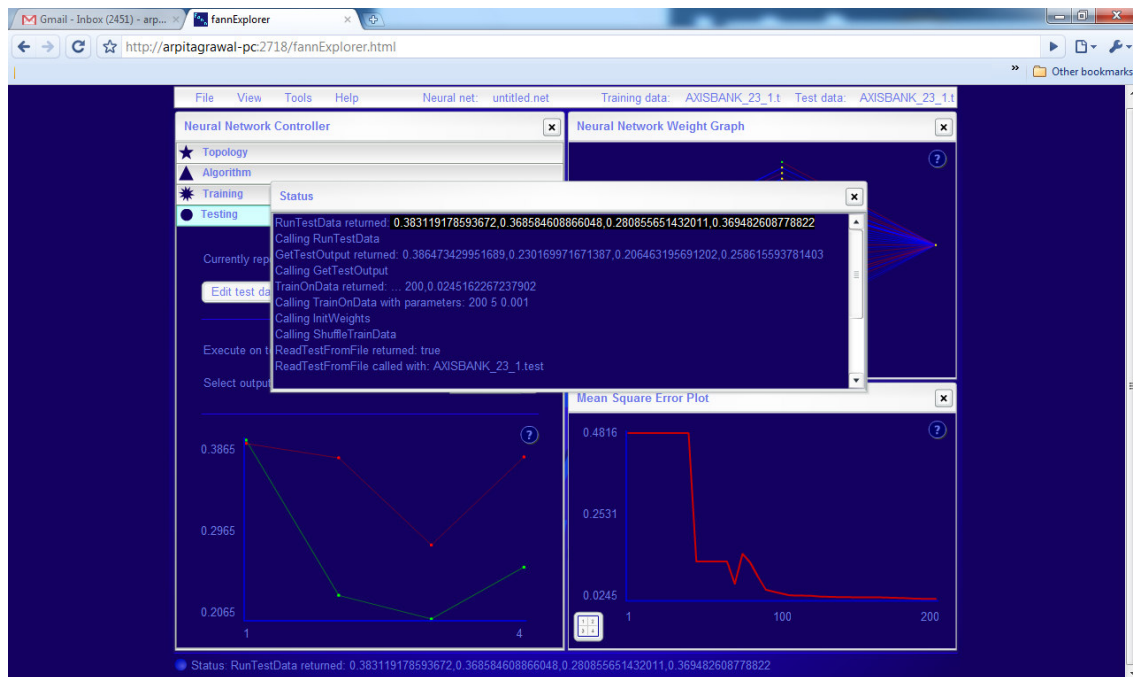 Gmail - Inbox (2451) - arp...
fannExplorer
http://arpitagrawal-pc:2718/fannExplorer.html
» Other bookmarks
File View Tools Help Neural net: untitled.net Training data: AXISBANK_23_1.t Test data: AXISBANK_23_1.t
Neural Network Controller
Topology
Algorithm
Training
Testing
Currently rep
Edit test da
Execute on t
Select output
Status
RunTestData returned: 0.383119178593672,0.368584608866048,0.280855651432011,0.369482608778822
Calling RunTestData
GetTestOutput returned: 0.386473429951689,0.230169971671387,0.206463195691202,0.258615593781403
Calling GetTestOutput
TrainOnData returned: ... 200,0.0245162267237902
Calling TrainOnData with parameters: 200 5 0.001
Calling InitWeights
Calling ShuffleTrainData
ReadTestFromFile returned: true
ReadTestFromFile called with: AXISBANK_23_1.test
Neural Network Weight Graph
?
?
0.3865
0.2965
0.2065
1 4
Mean Square Error Plot
?
0.4816
0.2531
0.0245
1 100 200
1 2
3 4
Status: RunTestData returned: 0.383119178593672,0.368584608866048,0.280855651432011,0.369482608778822